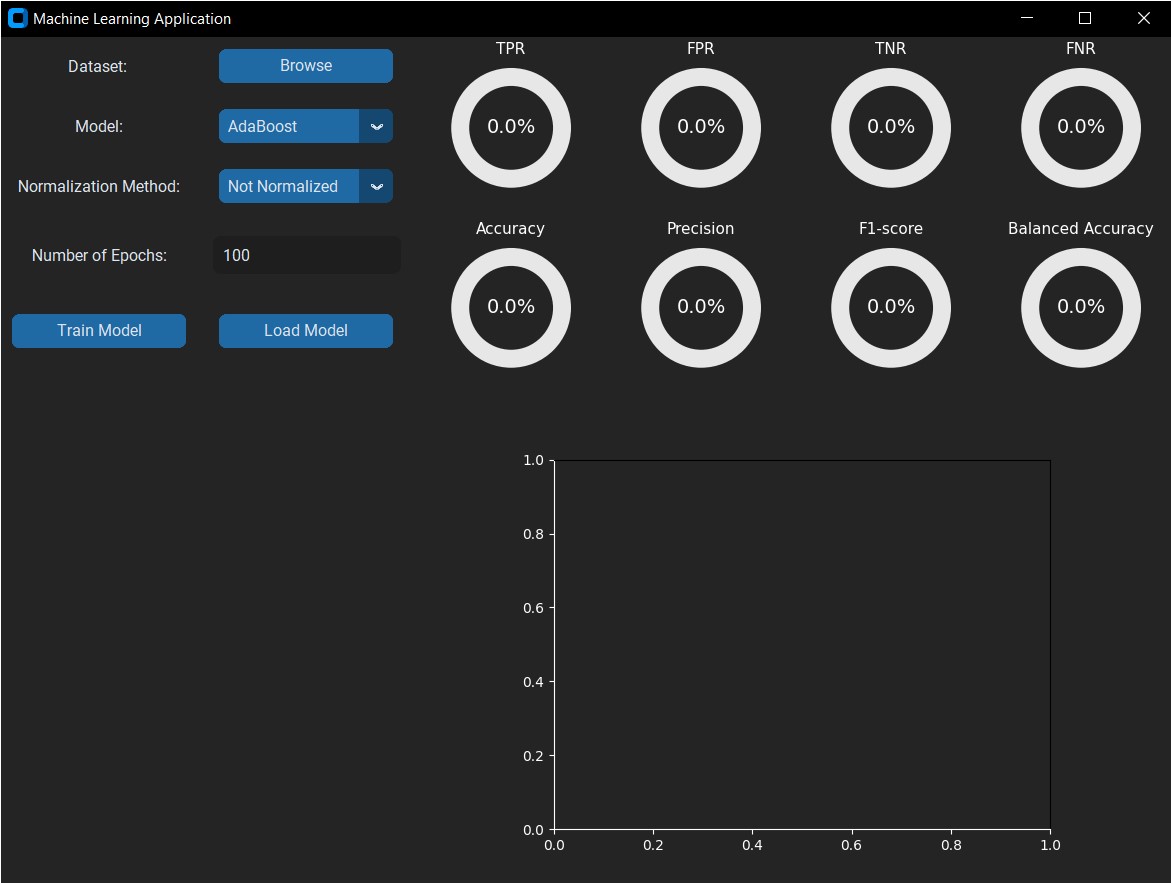 Machine Learning Application
Dataset:
Browse
Model:
AdaBoost
Normalization Method:
Not Normalized
Number of Epochs:
100
Train Model
Load Model
TPR
FPR
TNR
FNR
0.0%
0.0%
0.0%
0.0%
Accuracy
Precision
F1-score
Balanced Accuracy
0.0%
0.0%
0.0%
0.0%
1.0
0.8
0.6
0.4
0.2
0.0
0.0
0.2
0.4
0.6
0.8
1.0